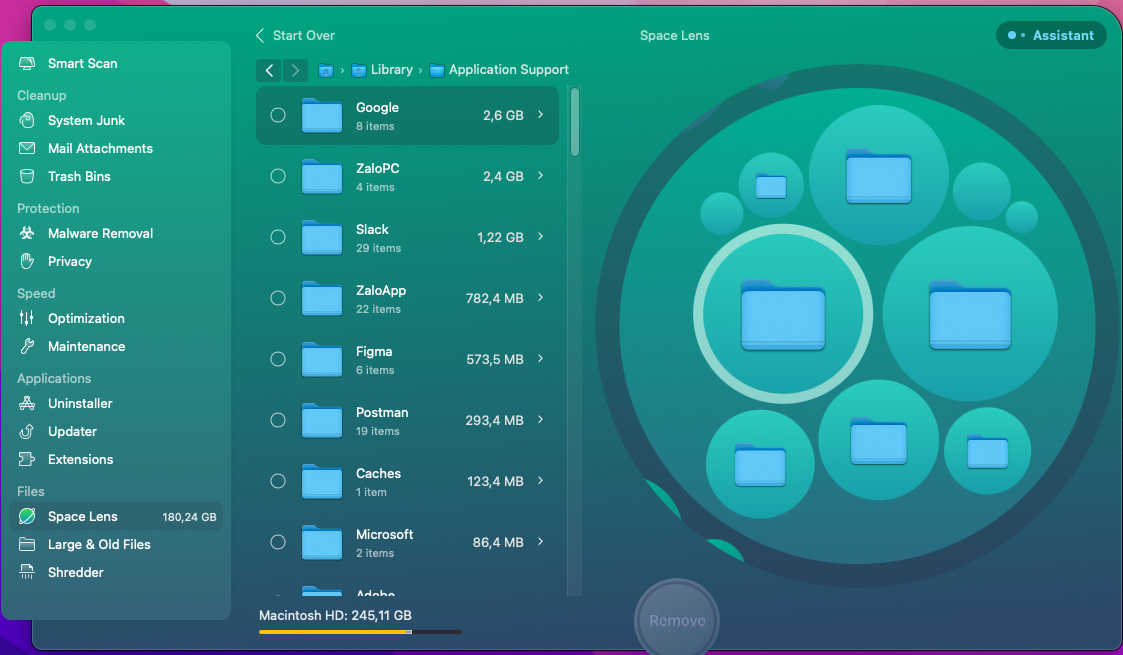 Start Over
Space Lens
Assistant
Smart Scan
Cleanup
System Junk
Mail Attachments
Trash Bins
Protection
Malware Removal
Privacy
Speed
Optimization
Maintenance
Applications
Uninstaller
Updater
Extensions
Files
Space Lens 180,24 GB
Large & Old Files
Shredder
Library › Application Support
Google
8 items
2,6 GB
ZaloPC
4 items
2,4 GB
Slack
29 items
1,22 GB
ZaloApp
22 items
782,4 MB
Figma
6 items
573,5 MB
Postman
19 items
293,4 MB
Caches
1 item
123,4 MB
Microsoft
2 items
86,4 MB
Adobe
Macintosh HD: 245,11 GB
Remove